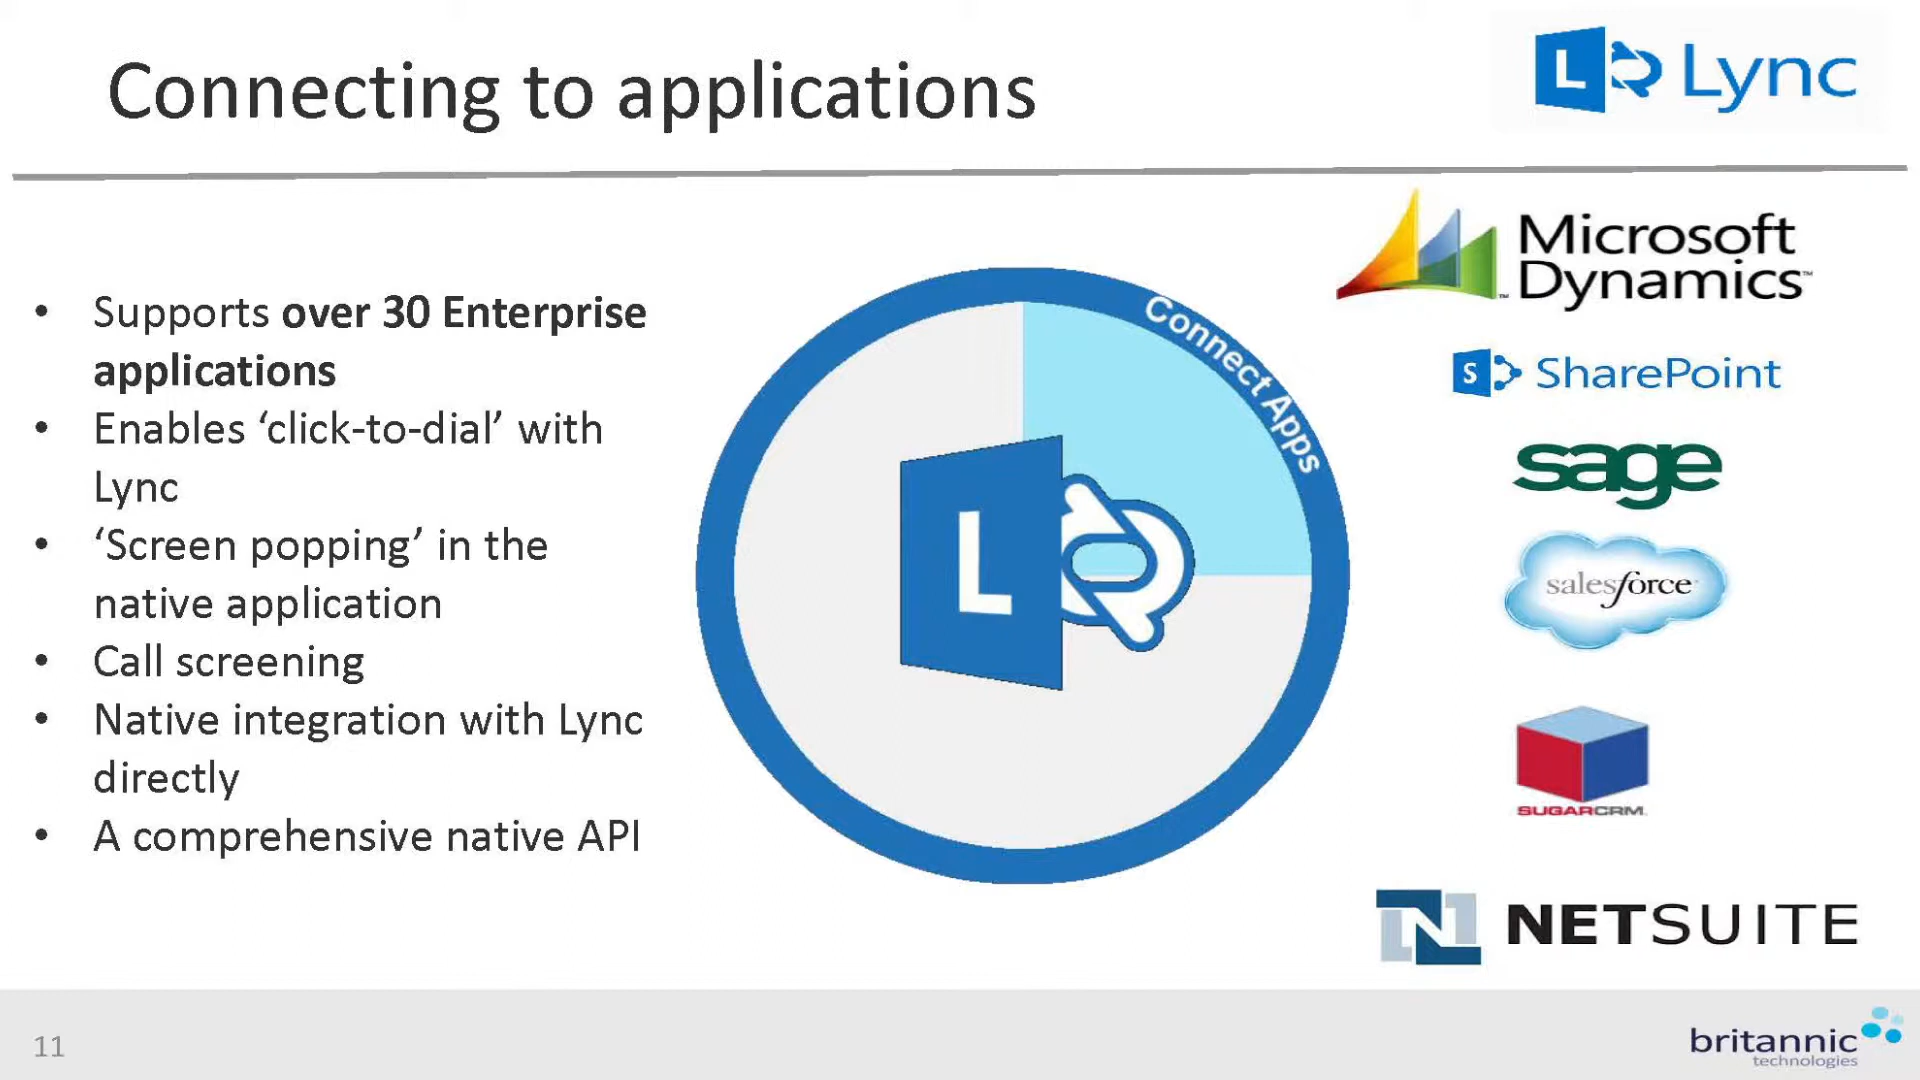 Connecting to applications
L Lync
Microsoft
Dynamics™
• Supports over 30 Enterprise
applications
• Enables ‘click-to-dial’ with
Lync
• ‘Screen popping’ in the
native application
• Call screening
• Native integration with Lync
directly
• A comprehensive native API
Connect Apps
L
S SharePoint
sage
salesforce
SUGARCRM
N NETSUITE
11
britannic
technologies